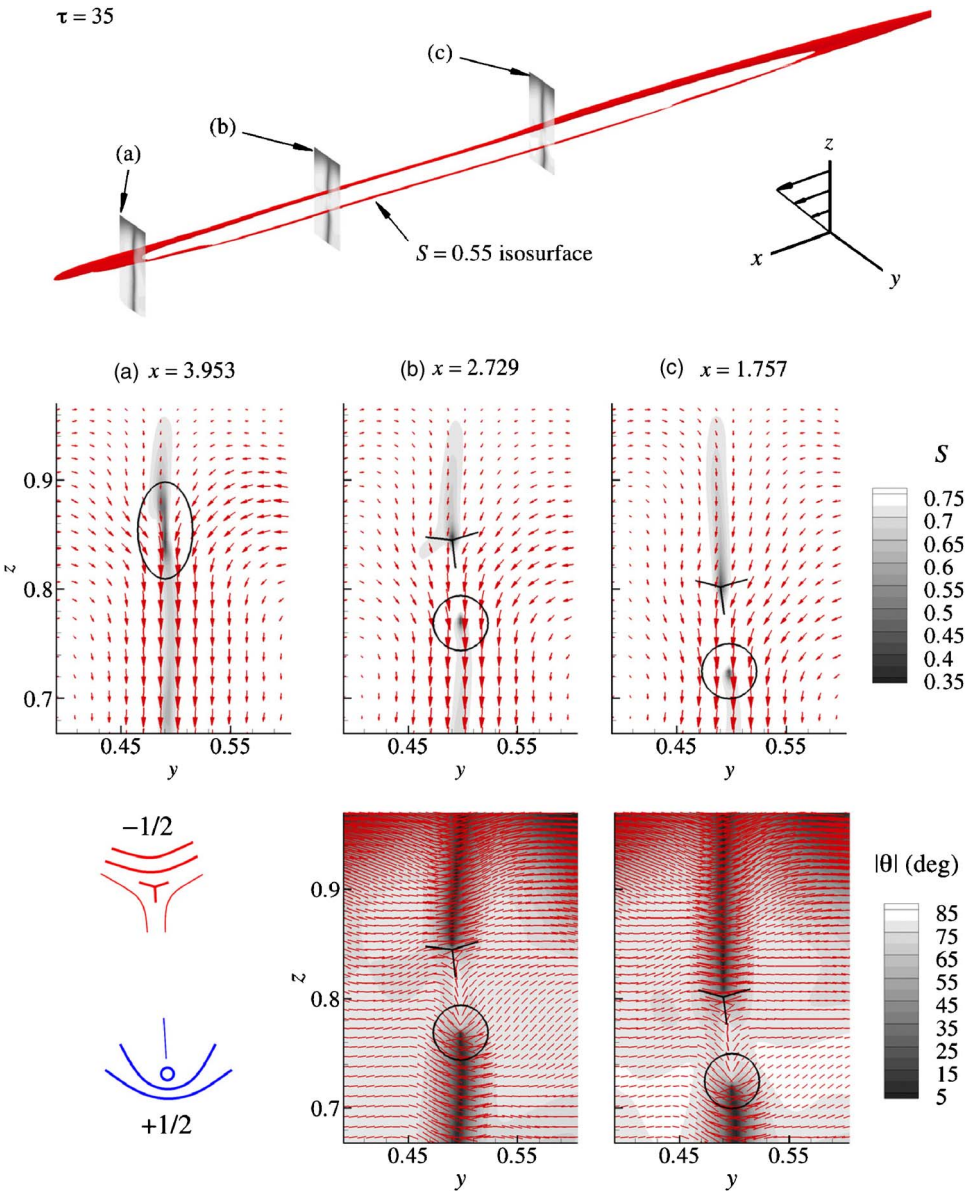 τ = 35
(c)
(b)
(a)
z
x
y
S = 0.55 isosurface
(a) x = 3.953
(b) x = 2.729
(c) x = 1.757
S
0.9
0.8
0.7
z
0.45
0.55
y
0.45
0.55
y
0.45
0.55
y
0.75
0.7
0.65
0.6
0.55
0.5
0.45
0.4
0.35
−1/2
+1/2
0.9
0.8
0.7
z
0.45
0.55
y
0.45
0.55
y
|θ| (deg)
85
75
65
55
45
35
25
15
5